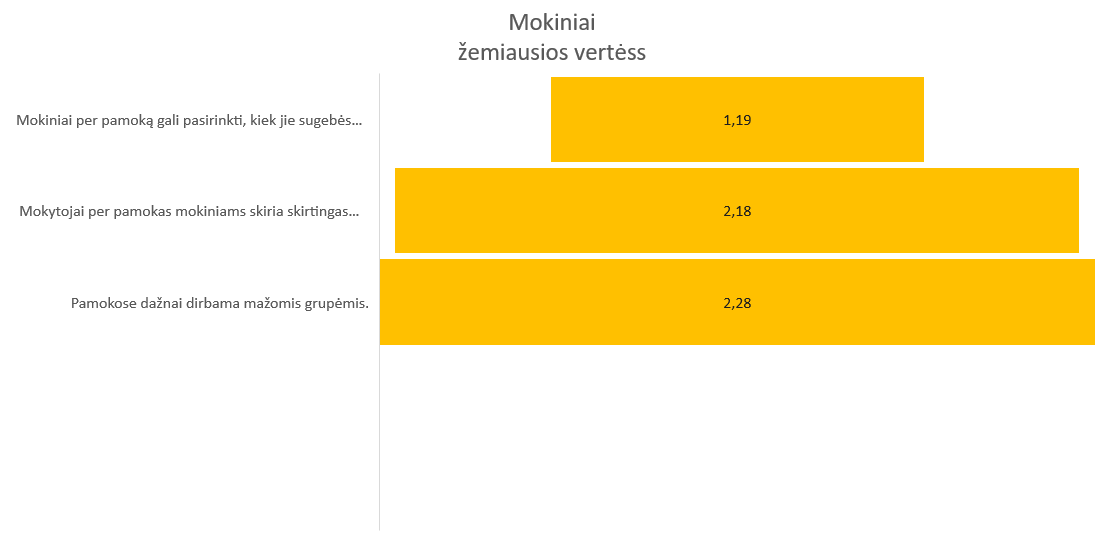 Mokiniai
žemiausios vertėss
Mokiniai per pamoką gali pasirinkti, kiek jie sugebės…
1,19
Mokytojai per pamokas mokiniams skiria skirtingas…
2,18
Pamokose dažnai dirbama mažomis grupėmis.
2,28